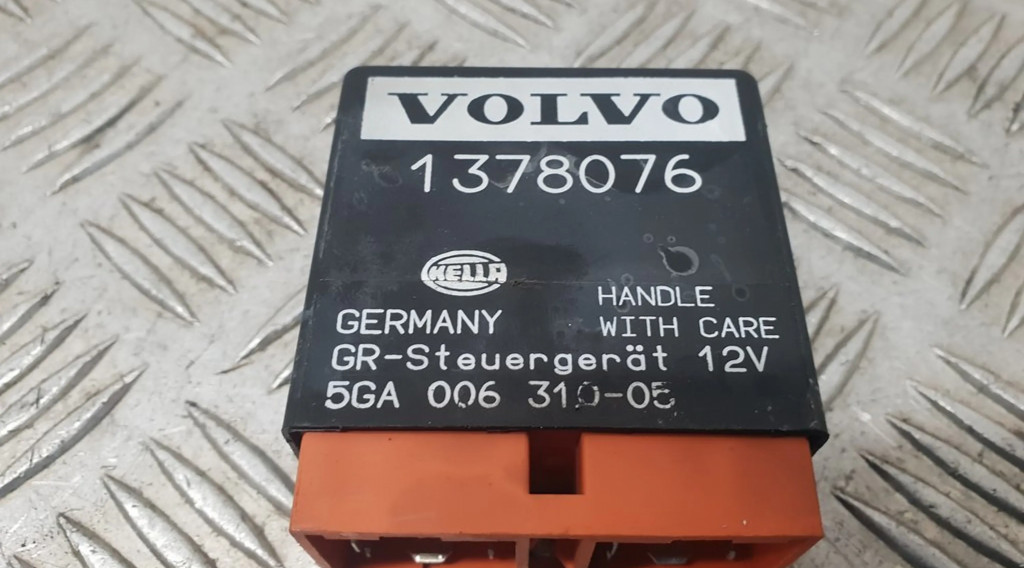 VOLVO
1378076
HELLA
HANDLE
GERMANY WITH CARE
GR-Steuergerät 12V
5GA 006 310-05